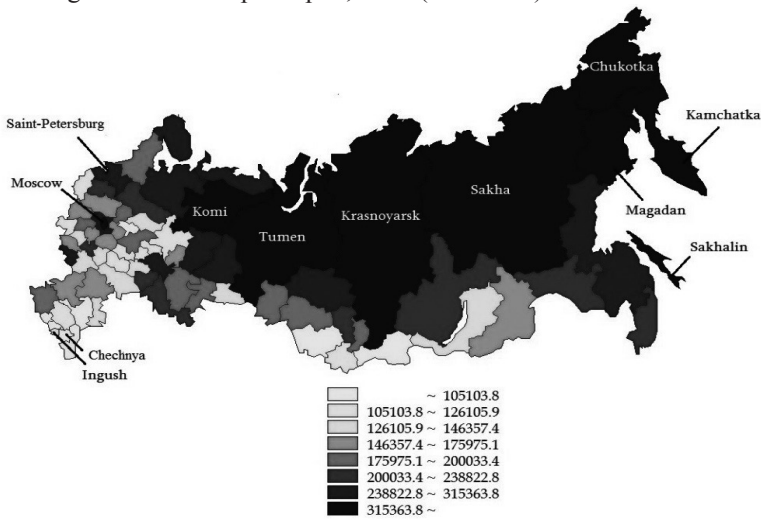 Chukotka
Saint-Petersburg
Kamchatka
Moscow
Sakha
Komi
Krasnoyarsk
Magadan
Tumen
Sakhalin
Chechnya
Ingush
~ 105103.8
105103.8 ~ 126105.9
126105.9 ~ 146357.4
146357.4 ~ 175975.1
175975.1 ~ 200033.4
200033.4 ~ 238822.8
238822.8 ~ 315363.8
315363.8 ~